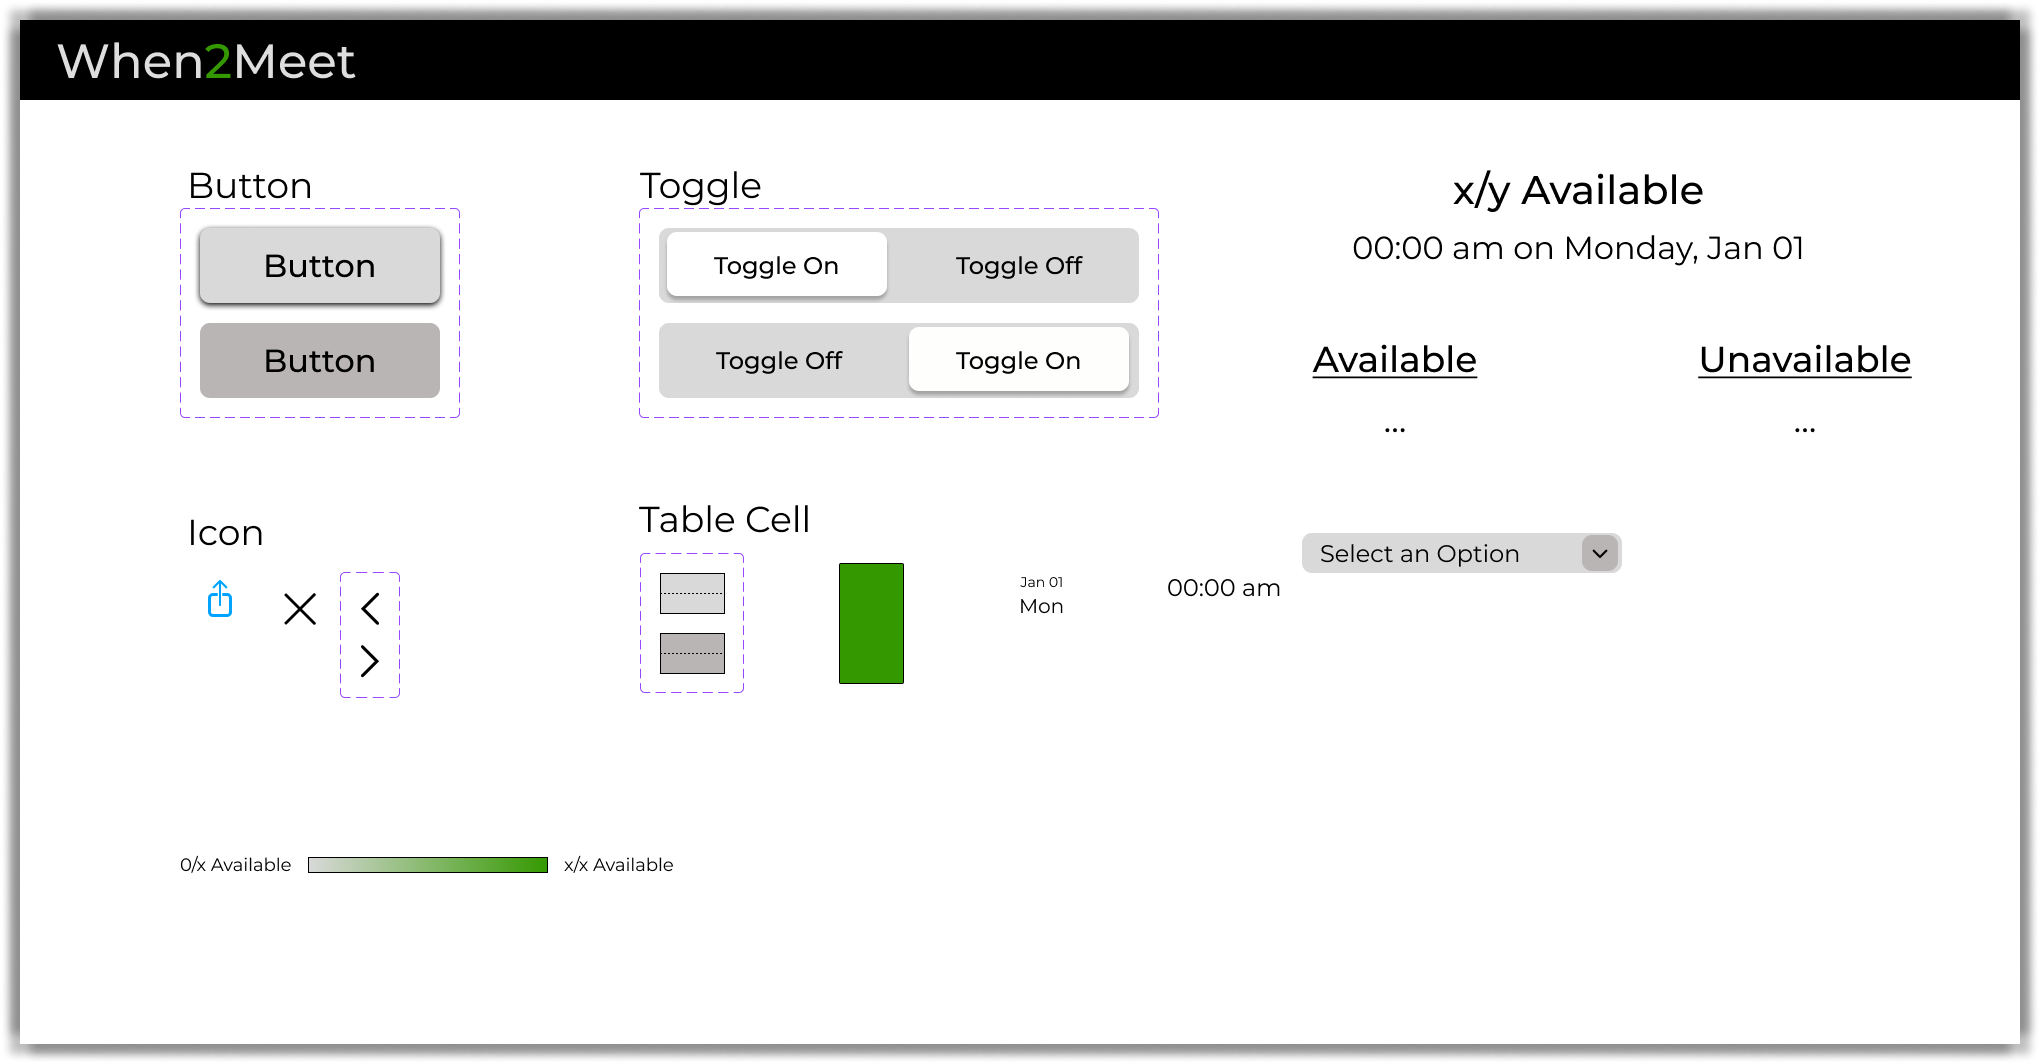 When2Meet
Button
Button
Button
Toggle
Toggle On Toggle Off
Toggle Off Toggle On
x/y Available
00:00 am on Monday, Jan 01
Available Unavailable
... ...
Icon
Table Cell
Jan 01
Mon
00:00 am
Select an Option
0/x Available x/x Available